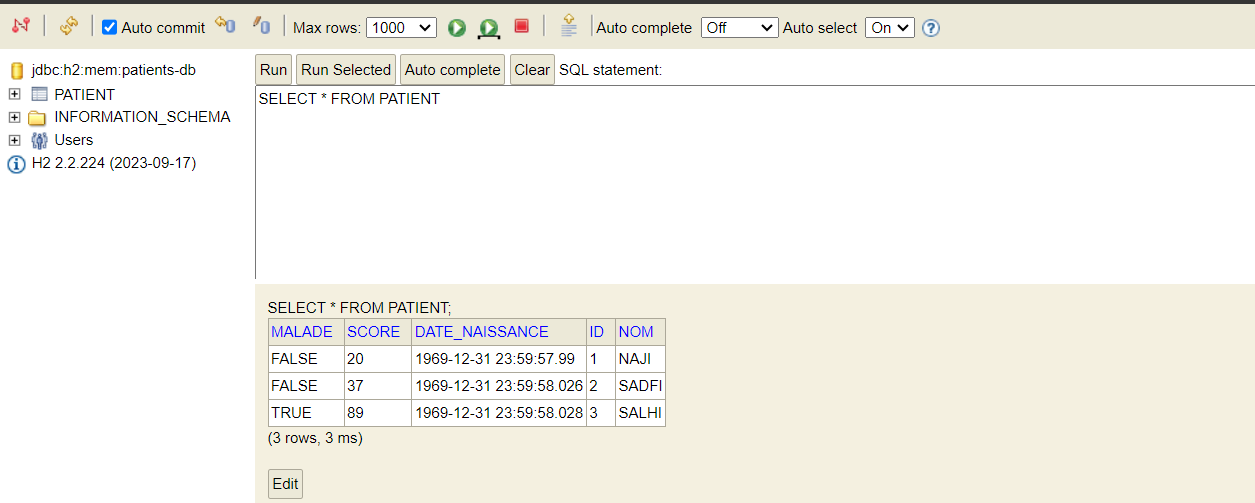 Auto commit Max rows: 1000 Auto complete Off Auto select On
jdbc:h2:mem:patients-db
PATIENT
INFORMATION_SCHEMA
Users
H2 2.2.224 (2023-09-17)
Run Run Selected Auto complete Clear SQL statement:
SELECT * FROM PATIENT
SELECT * FROM PATIENT;
MALADE SCORE DATE_NAISSANCE ID NOM
FALSE 20 1969-12-31 23:59:57.99 1 NAJI
FALSE 37 1969-12-31 23:59:58.026 2 SADFI
TRUE 89 1969-12-31 23:59:58.028 3 SALHI
(3 rows, 3 ms)
Edit